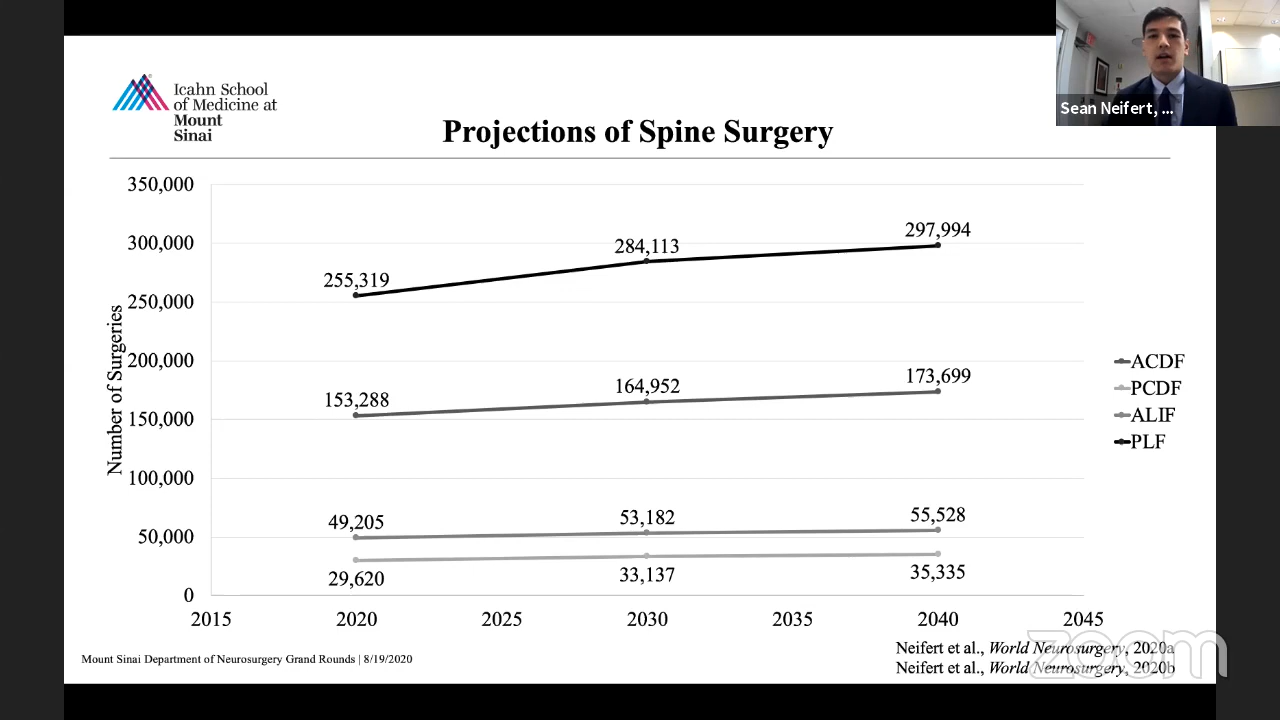 Icahn School
of Medicine at
Mount
Sinai
Sean Neifert, ...
Projections of Spine Surgery
Number of Surgeries
350,000
300,000
250,000
200,000
150,000
100,000
50,000
0
255,319
284,113
297,994
153,288
164,952
173,699
49,205
53,182
55,528
29,620
33,137
35,335
2015
2020
2025
2030
2035
2040
2045
ACDF
PCDF
ALIF
PLF
Mount Sinai Department of Neurosurgery Grand Rounds | 8/19/2020
Neifert et al., World Neurosurgery, 2020a
Neifert et al., World Neurosurgery, 2020b
zoom